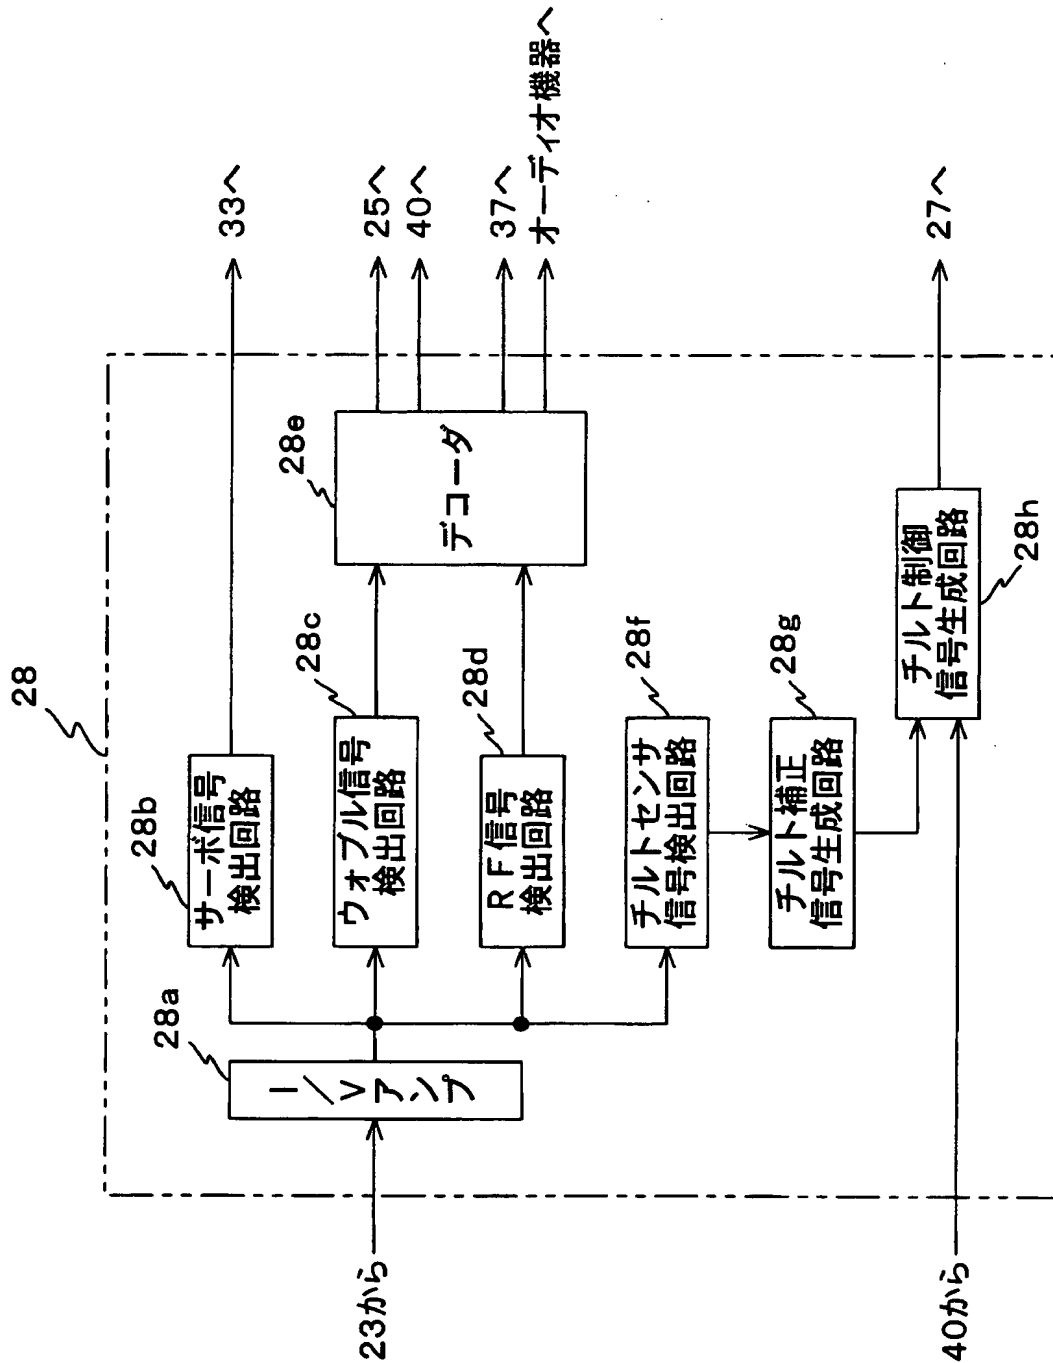 28
23から
28a
I/Vアンプ
28b
サーボ信号
検出回路
33へ
28c
ウォブル信号
検出回路
28d
RF信号
検出回路
28e
デコーダ
25へ
40へ
37へ
オーディオ機器へ
28f
チルトセンサ
信号検出回路
28g
チルト補正
信号生成回路
40から
チルト制御
信号生成回路
28h
27へ